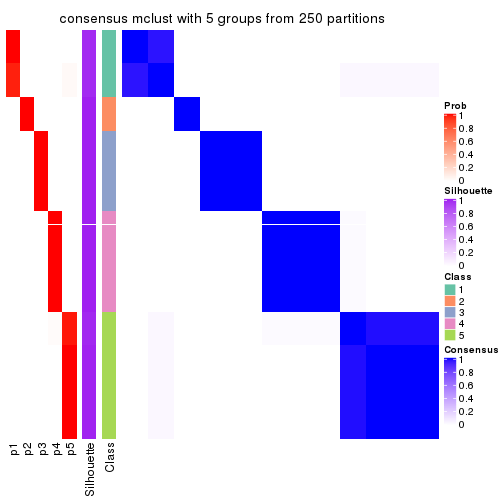 consensus mclust with 5 groups from 250 partitions
Prob
1
0.8
0.6
0.4
0.2
0
Silhouette
1
0.8
0.6
0.4
0.2
0
Class
1
2
3
4
5
Consensus
1
0.8
0.6
0.4
0.2
0
p1
p2
p3
p4
p5
Silhouette
Class